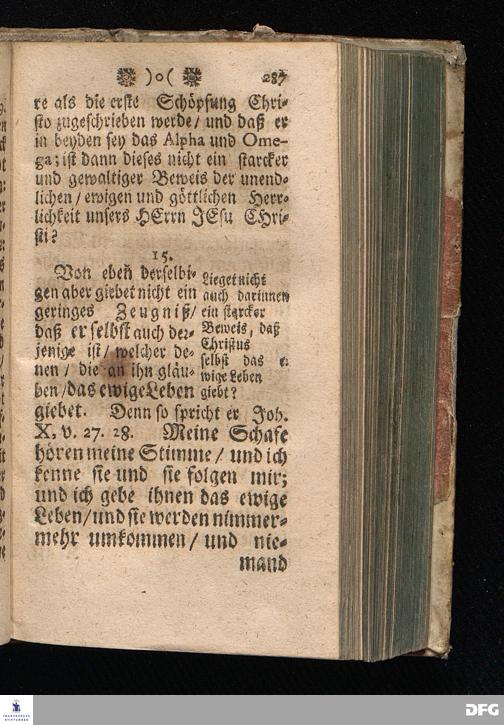 )o( 287
re als die erste Schöpfung Chri-
sto zugeschrieben werde/ und daß er
in beyden sey das Alpha und Ome-
ga; ist dann dieses nicht ein starcker
und gewaltiger Beweis der unend-
lichen/ ewigen und göttlichen Herr-
lichkeit unsers HErrn JEsu CHri-
sti?
15.
Von eben derselbi-
gen aber giebet nicht ein
geringes Zeugniß/
daß er selbst auch der-
jenige ist/ welcher de-
nen/ die an ihn gläu-
ben/ das ewige Leben
Lieget nicht
auch darinnen
ein starcker
Beweis, daß
Christus
selbst das e-
wige Leben
giebt?
giebet. Denn so spricht er Joh.
X, v. 27. 28. Meine Schafe
hören meine Stimme/ und ich
kenne sie und sie folgen mir;
und ich gebe ihnen das ewige
Leben/ und sie werden nimmer-
mehr umkommen/ und nie-
mand
FRANCKESCHE
STIFTUNGEN
DFG